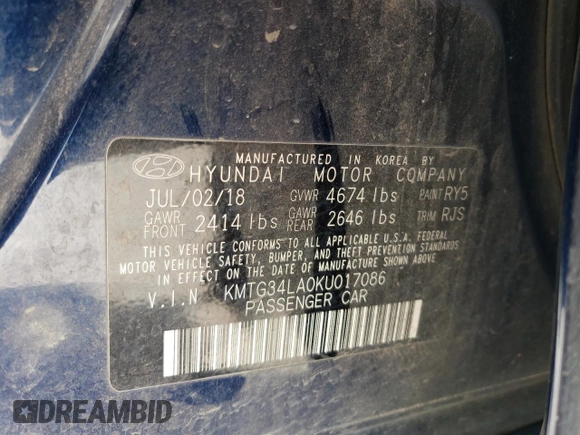 MANUFACTURED IN KOREA BY
HYUNDAI MOTOR COMPANY
JUL/02/18 GVWR 4674 lbs PAINT RY5
GAWR FRONT 2414 lbs GAWR REAR 2646 lbs TRIM RJS
THIS VEHICLE CONFORMS TO ALL APPLICABLE U.S.A. FEDERAL
MOTOR VEHICLE SAFETY, BUMPER, AND THEFT PREVENTION STANDARDS
IN EFFECT ON THE DATE OF MANUFACTURE SHOWN ABOVE.
V.I.N KMTG34LA0KU017086
PASSENGER CAR
DREAMBID